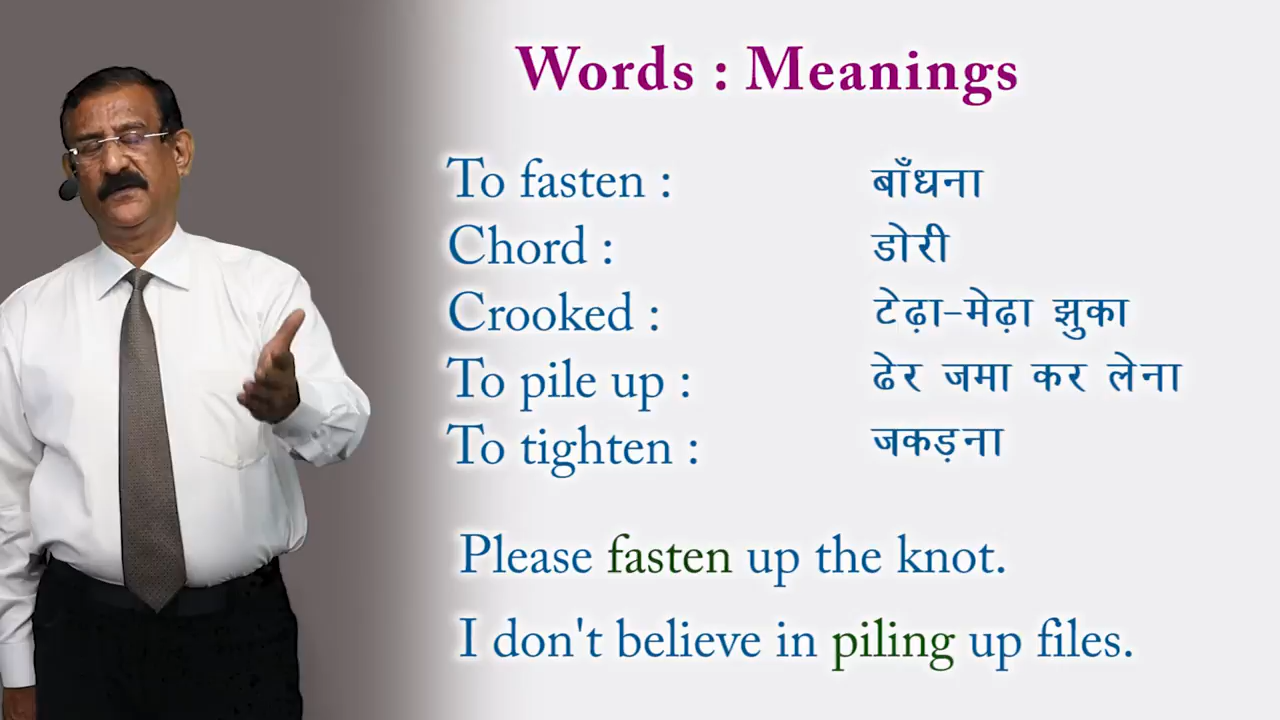 Words : Meanings
To fasten : बाँधना
Chord : डोरी
Crooked : टेढ़ा-मेढ़ा झुका
To pile up : ढेर जमा कर लेना
To tighten : जकड़ना
Please fasten up the knot.
I don't believe in piling up files.